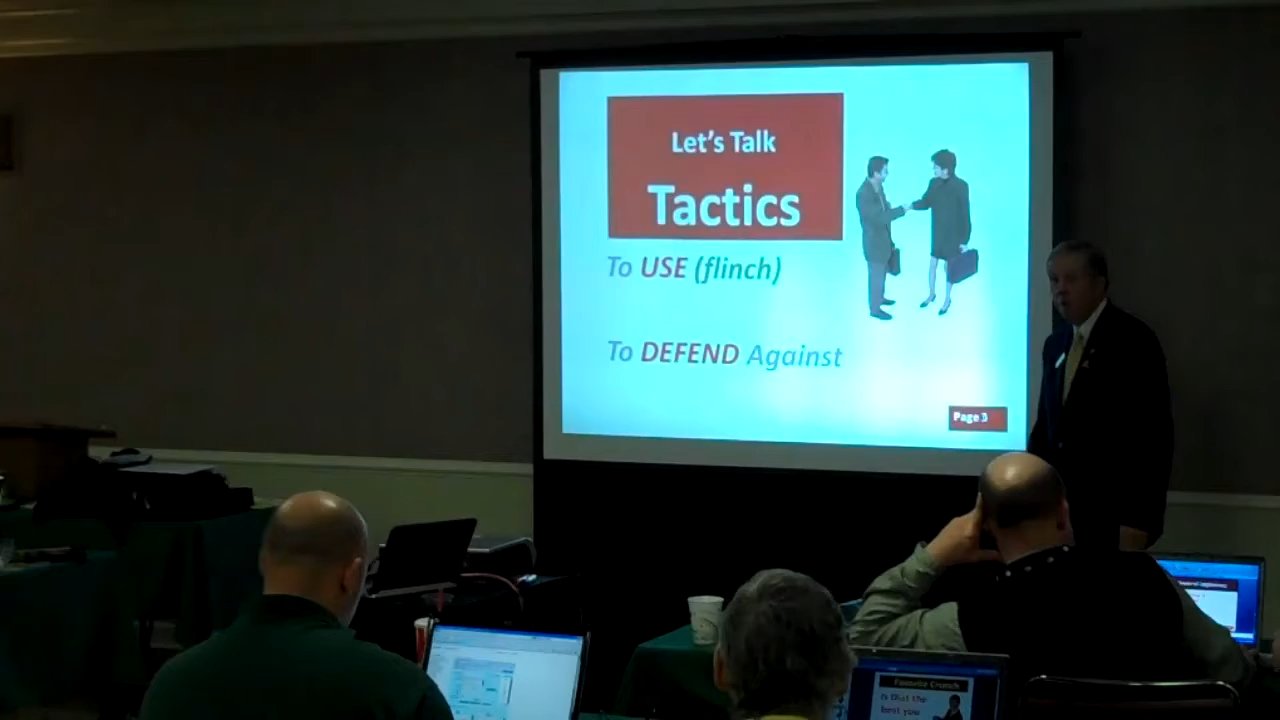 Let's Talk
Tactics
To USE (flinch)
To DEFEND Against
Page 3
Favorite Crunch
Is that the
best you